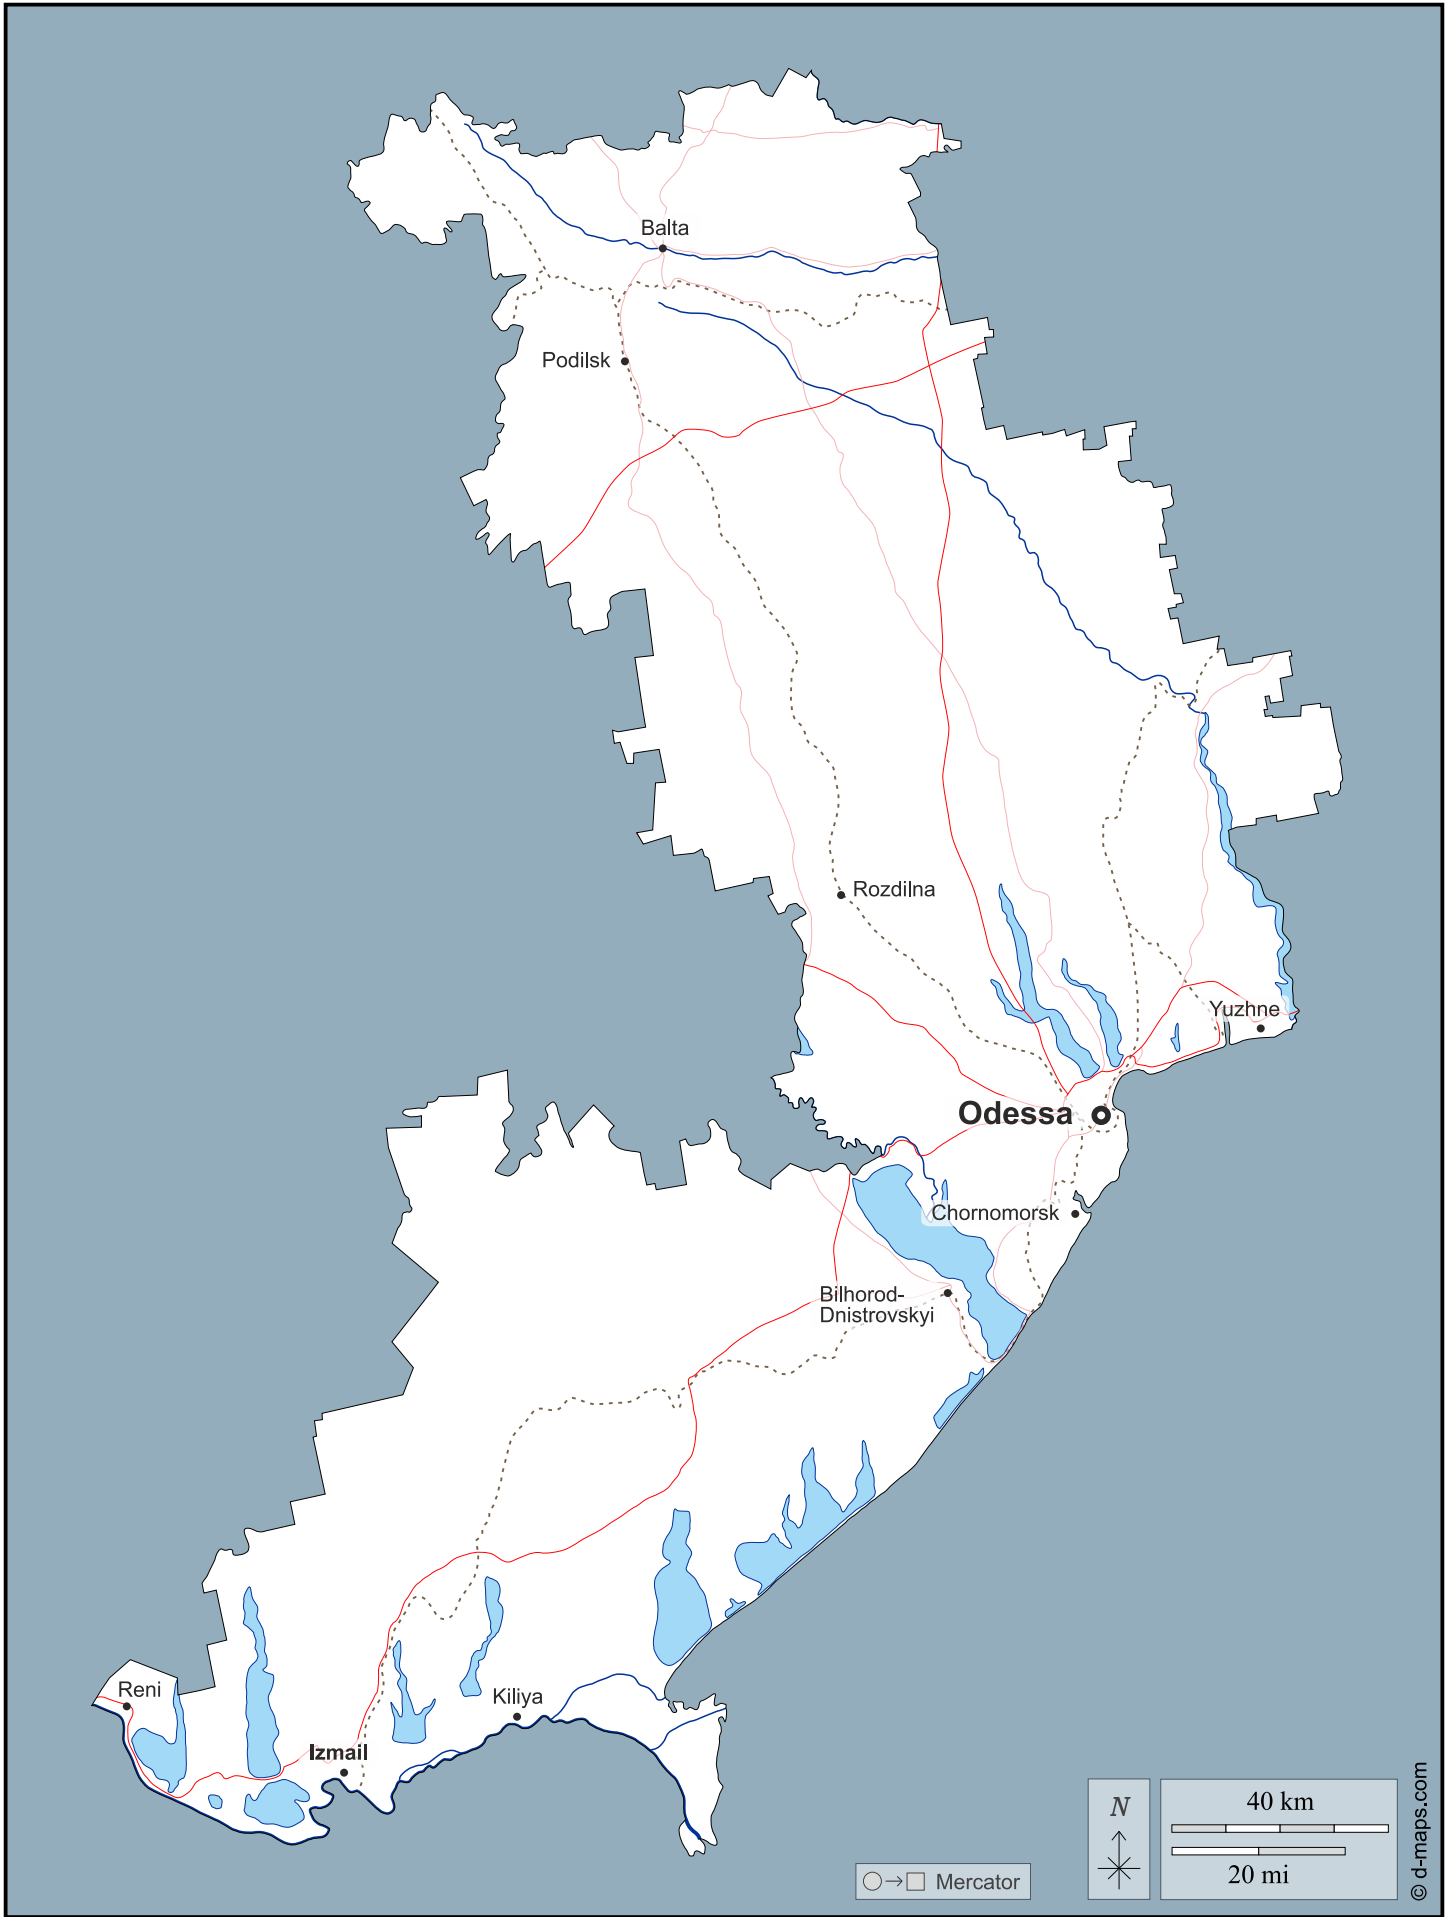 Balta
Podilsk
Rozdilna
Yuzhne
Odessa
Chornomorsk
Bilhorod-
Dnistrovskyi
Reni
Kiliya
Izmail
N
40 km
20 mi
Mercator
© d-maps.com